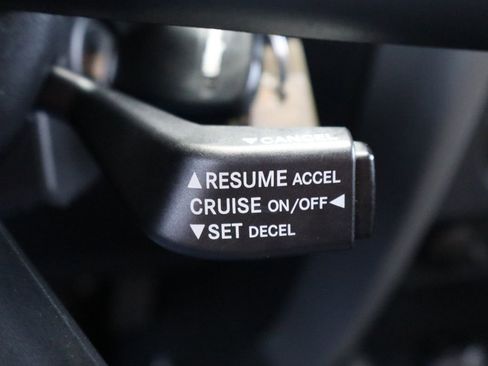 ▼CANCEL
▲RESUME ACCEL
CRUISE ON/OFF◀
▼SET DECEL